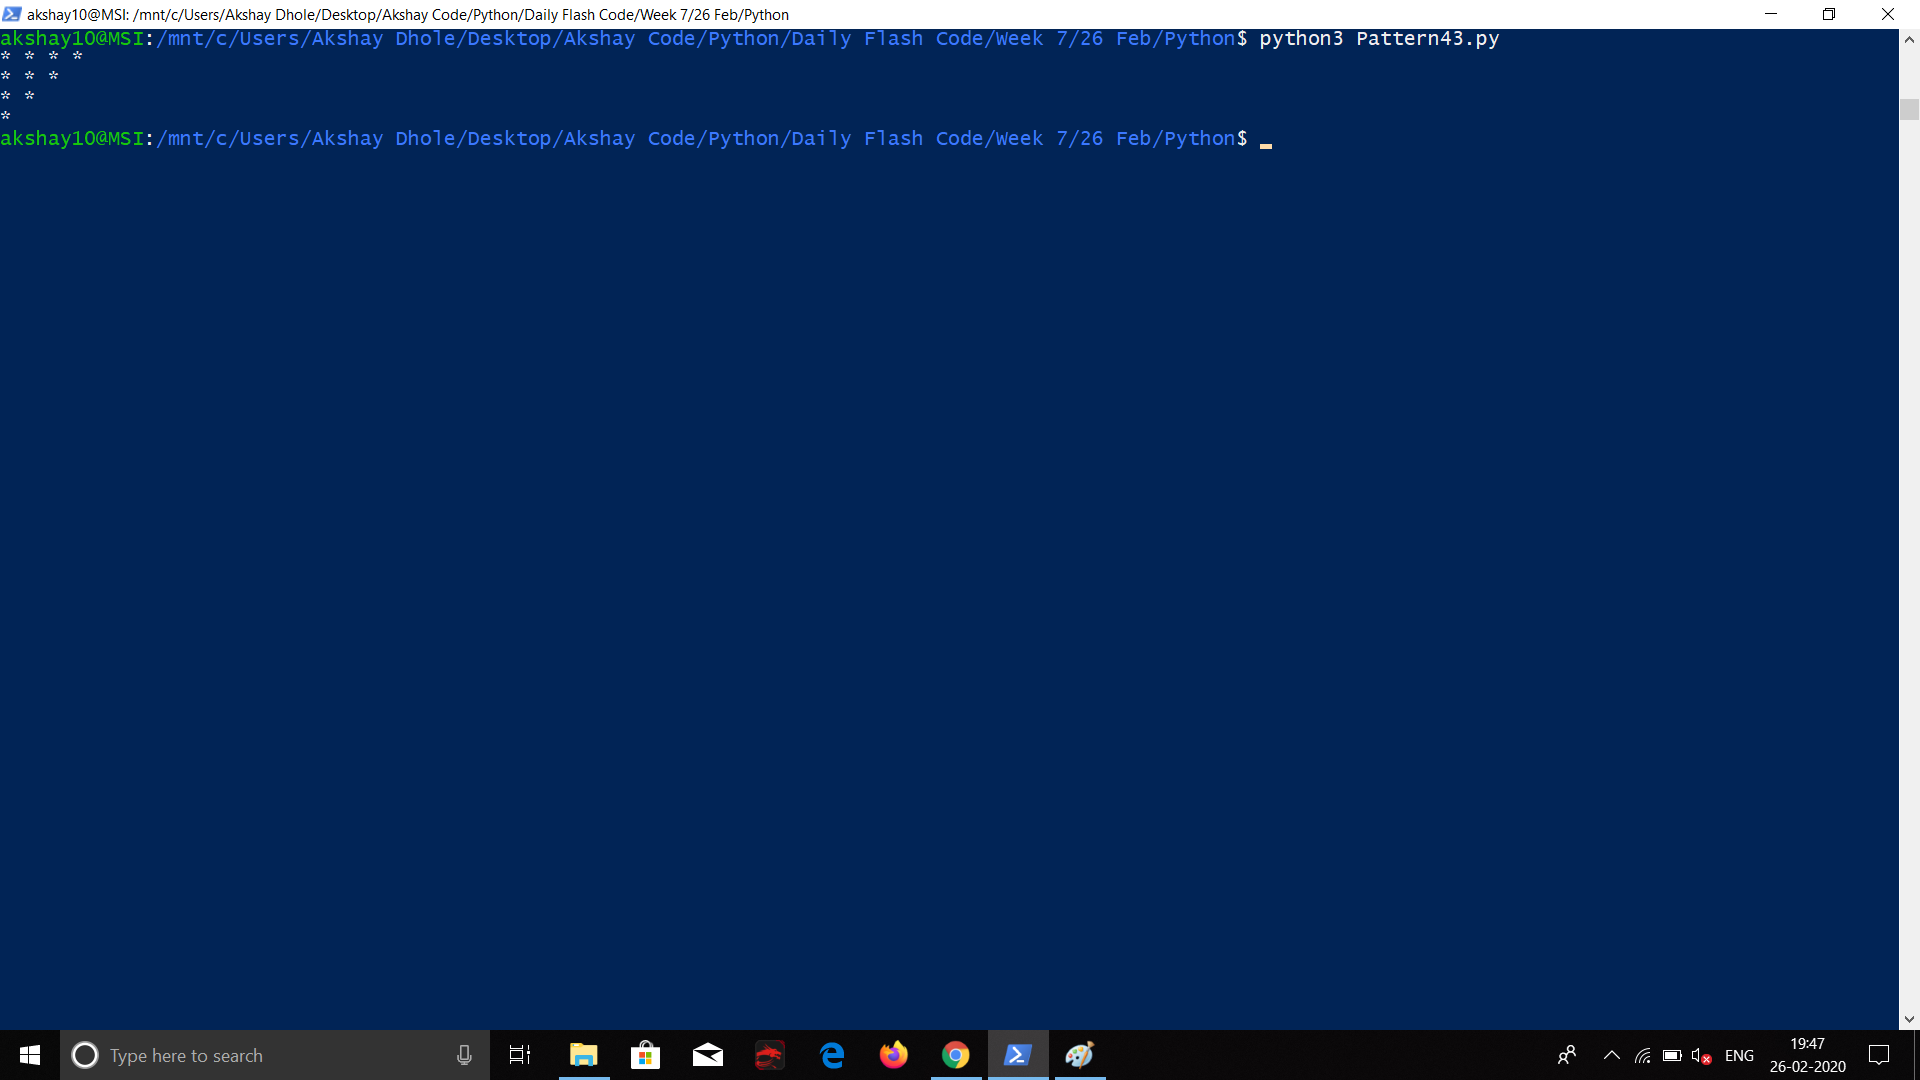 akshay10@MSI: /mnt/c/Users/Akshay Dhole/Desktop/Akshay Code/Python/Daily Flash Code/Week 7/26 Feb/Python
akshay10@MSI:/mnt/c/Users/Akshay Dhole/Desktop/Akshay Code/Python/Daily Flash Code/Week 7/26 Feb/Python$ python3 Pattern43.py
* * * *
* * *
* *
*
akshay10@MSI:/mnt/c/Users/Akshay Dhole/Desktop/Akshay Code/Python/Daily Flash Code/Week 7/26 Feb/Python$
Type here to search
ENG
19:47
26-02-2020